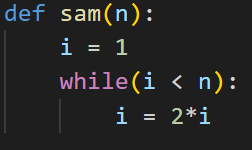 def sam(n):
    i = 1
    while(i < n):
        i = 2*i